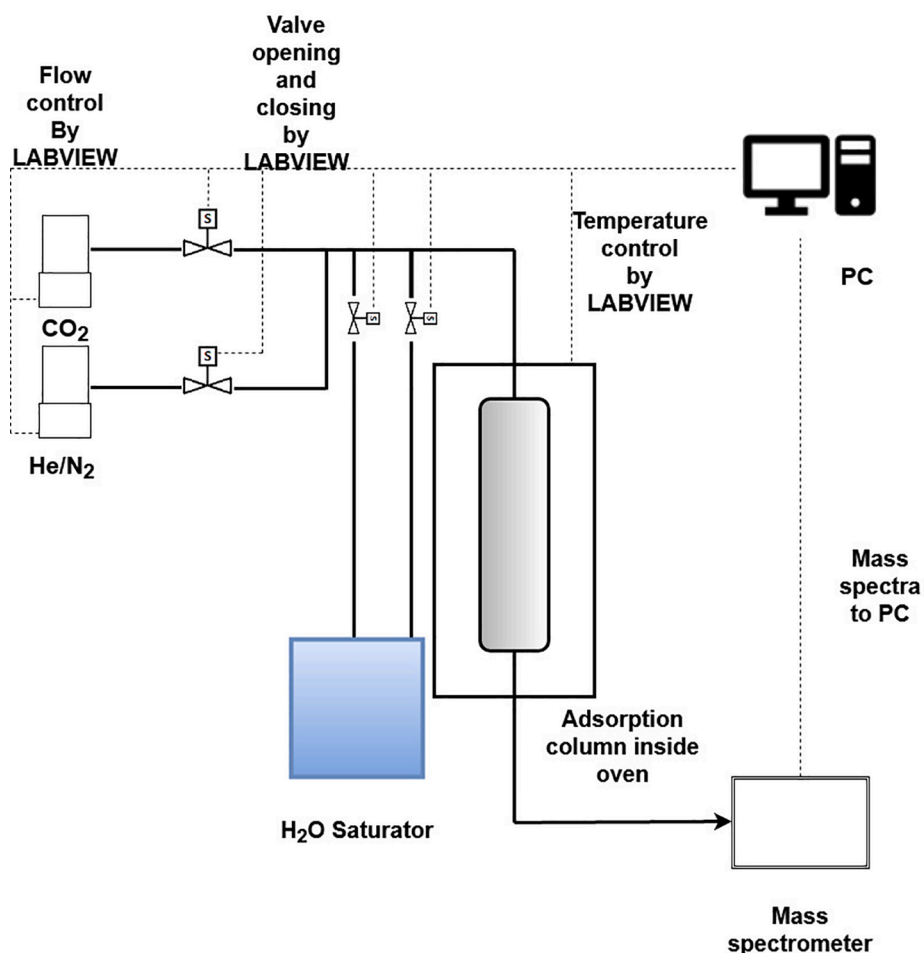 Valve
opening
and
closing
by
LABVIEW
Flow
control
By
LABVIEW
S
CO₂
S
He/N₂
S
S
Temperature
control
by
LABVIEW
PC
Mass
spectra
to PC
Adsorption
column inside
oven
H₂O Saturator
Mass
spectrometer